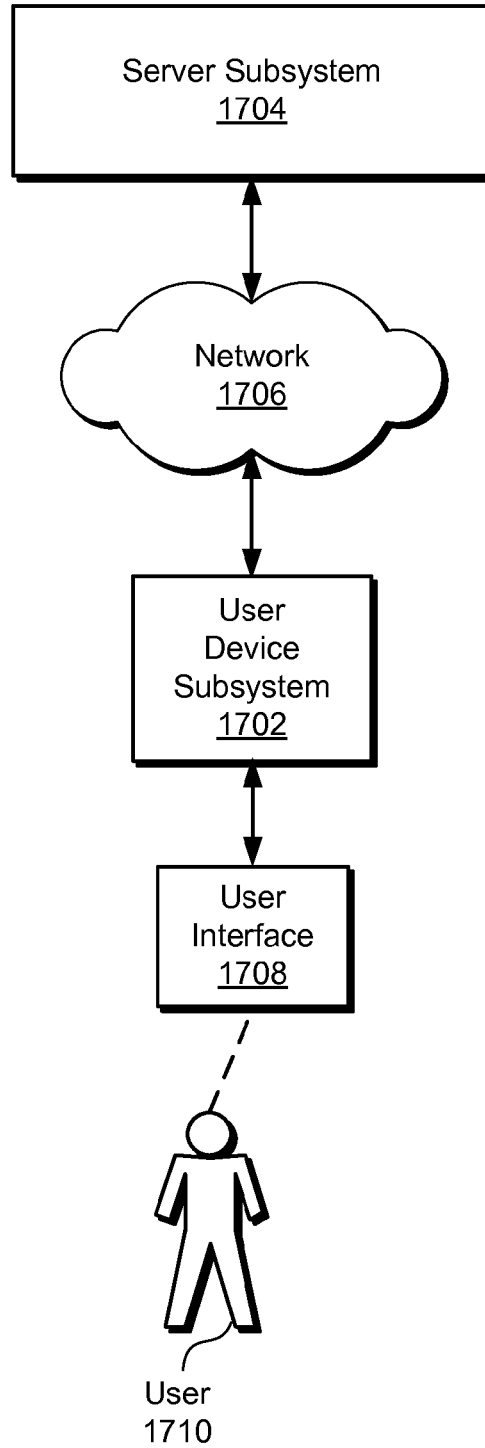 Server Subsystem
1704
Network
1706
User
Device
Subsystem
1702
User
Interface
1708
User
1710